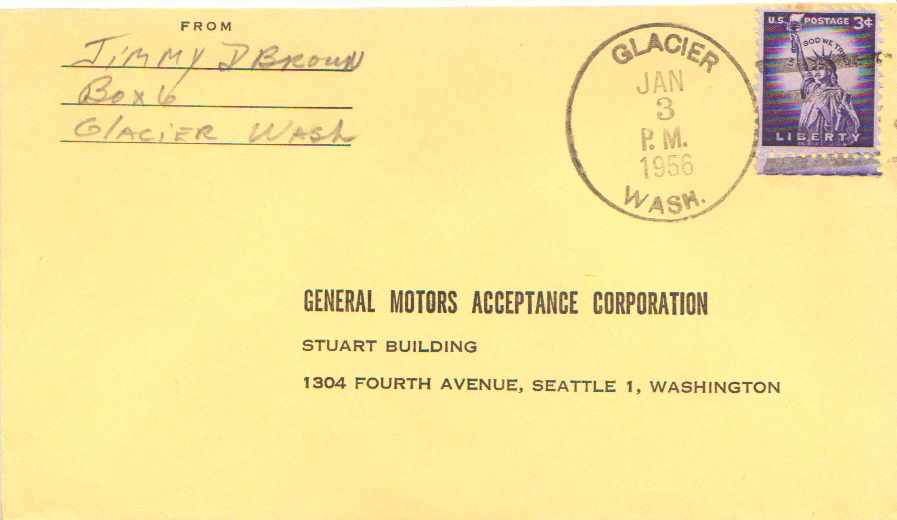 FROM
Jimmy D Brown
Box 6
Glacier Wash
GLACIER
JAN
3
P.M.
1956
WASH.
U.S. POSTAGE 3¢
IN GOD WE TRUST
LIBERTY
GENERAL MOTORS ACCEPTANCE CORPORATION
STUART BUILDING
1304 FOURTH AVENUE, SEATTLE 1, WASHINGTON